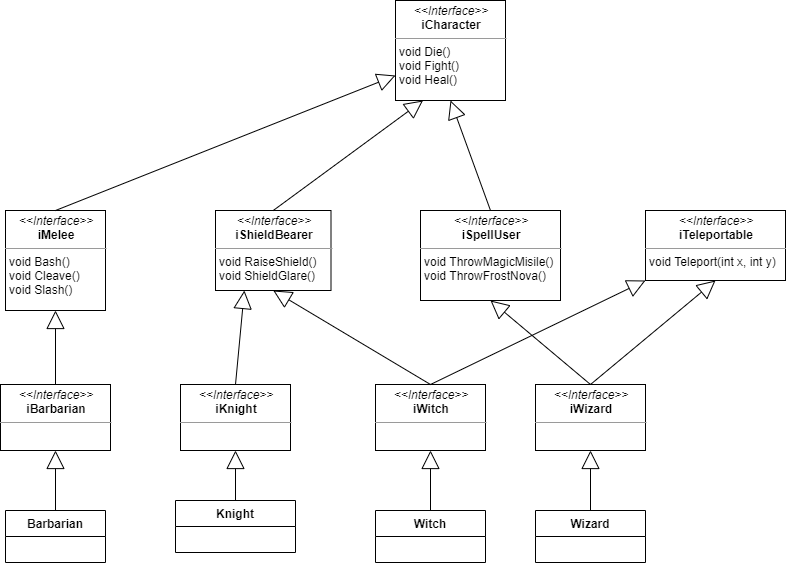 <<Interface>>
iCharacter
void Die()
void Fight()
void Heal()
<<Interface>>
iMelee
void Bash()
void Cleave()
void Slash()
<<Interface>>
iShieldBearer
void RaiseShield()
void ShieldGlare()
<<Interface>>
iSpellUser
void ThrowMagicMisile()
void ThrowFrostNova()
<<Interface>>
iTeleportable
void Teleport(int x, int y)
<<Interface>>
iBarbarian
<<Interface>>
iKnight
<<Interface>>
iWitch
<<Interface>>
iWizard
Barbarian
Knight
Witch
Wizard